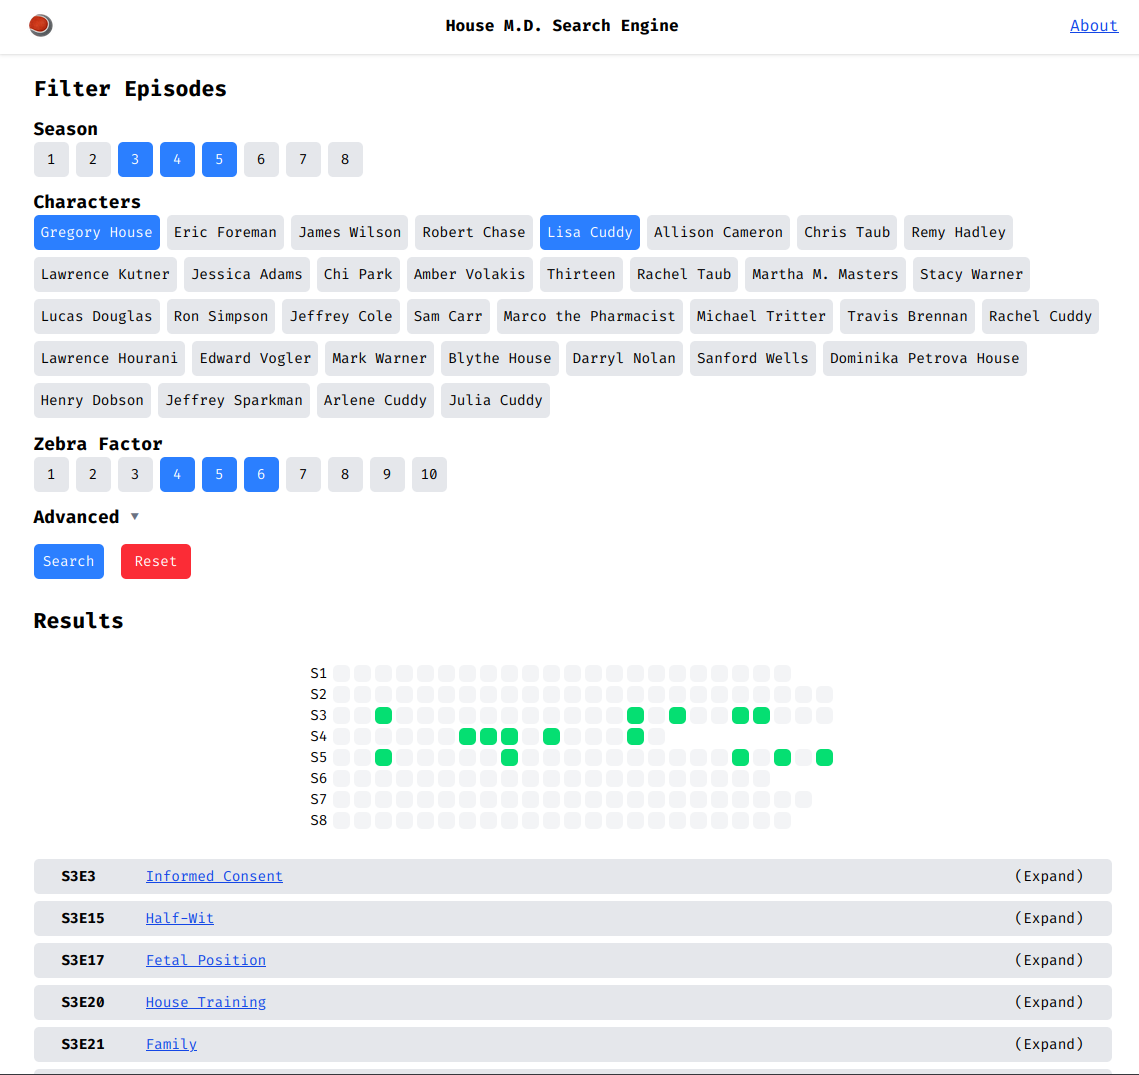 House M.D. Search Engine
About
Filter Episodes
Season
1 2 3 4 5 6 7 8
Characters
Gregory House Eric Foreman James Wilson Robert Chase Lisa Cuddy Allison Cameron Chris Taub Remy Hadley
Lawrence Kutner Jessica Adams Chi Park Amber Volakis Thirteen Rachel Taub Martha M. Masters Stacy Warner
Lucas Douglas Ron Simpson Jeffrey Cole Sam Carr Marco the Pharmacist Michael Tritter Travis Brennan Rachel Cuddy
Lawrence Hourani Edward Vogler Mark Warner Blythe House Darryl Nolan Sanford Wells Dominika Petrova House
Henry Dobson Jeffrey Sparkman Arlene Cuddy Julia Cuddy
Zebra Factor
1 2 3 4 5 6 7 8 9 10
Advanced ▼
Search Reset
Results
S1
S2
S3
S4
S5
S6
S7
S8
S3E3 Informed Consent (Expand)
S3E15 Half-Wit (Expand)
S3E17 Fetal Position (Expand)
S3E20 House Training (Expand)
S3E21 Family (Expand)